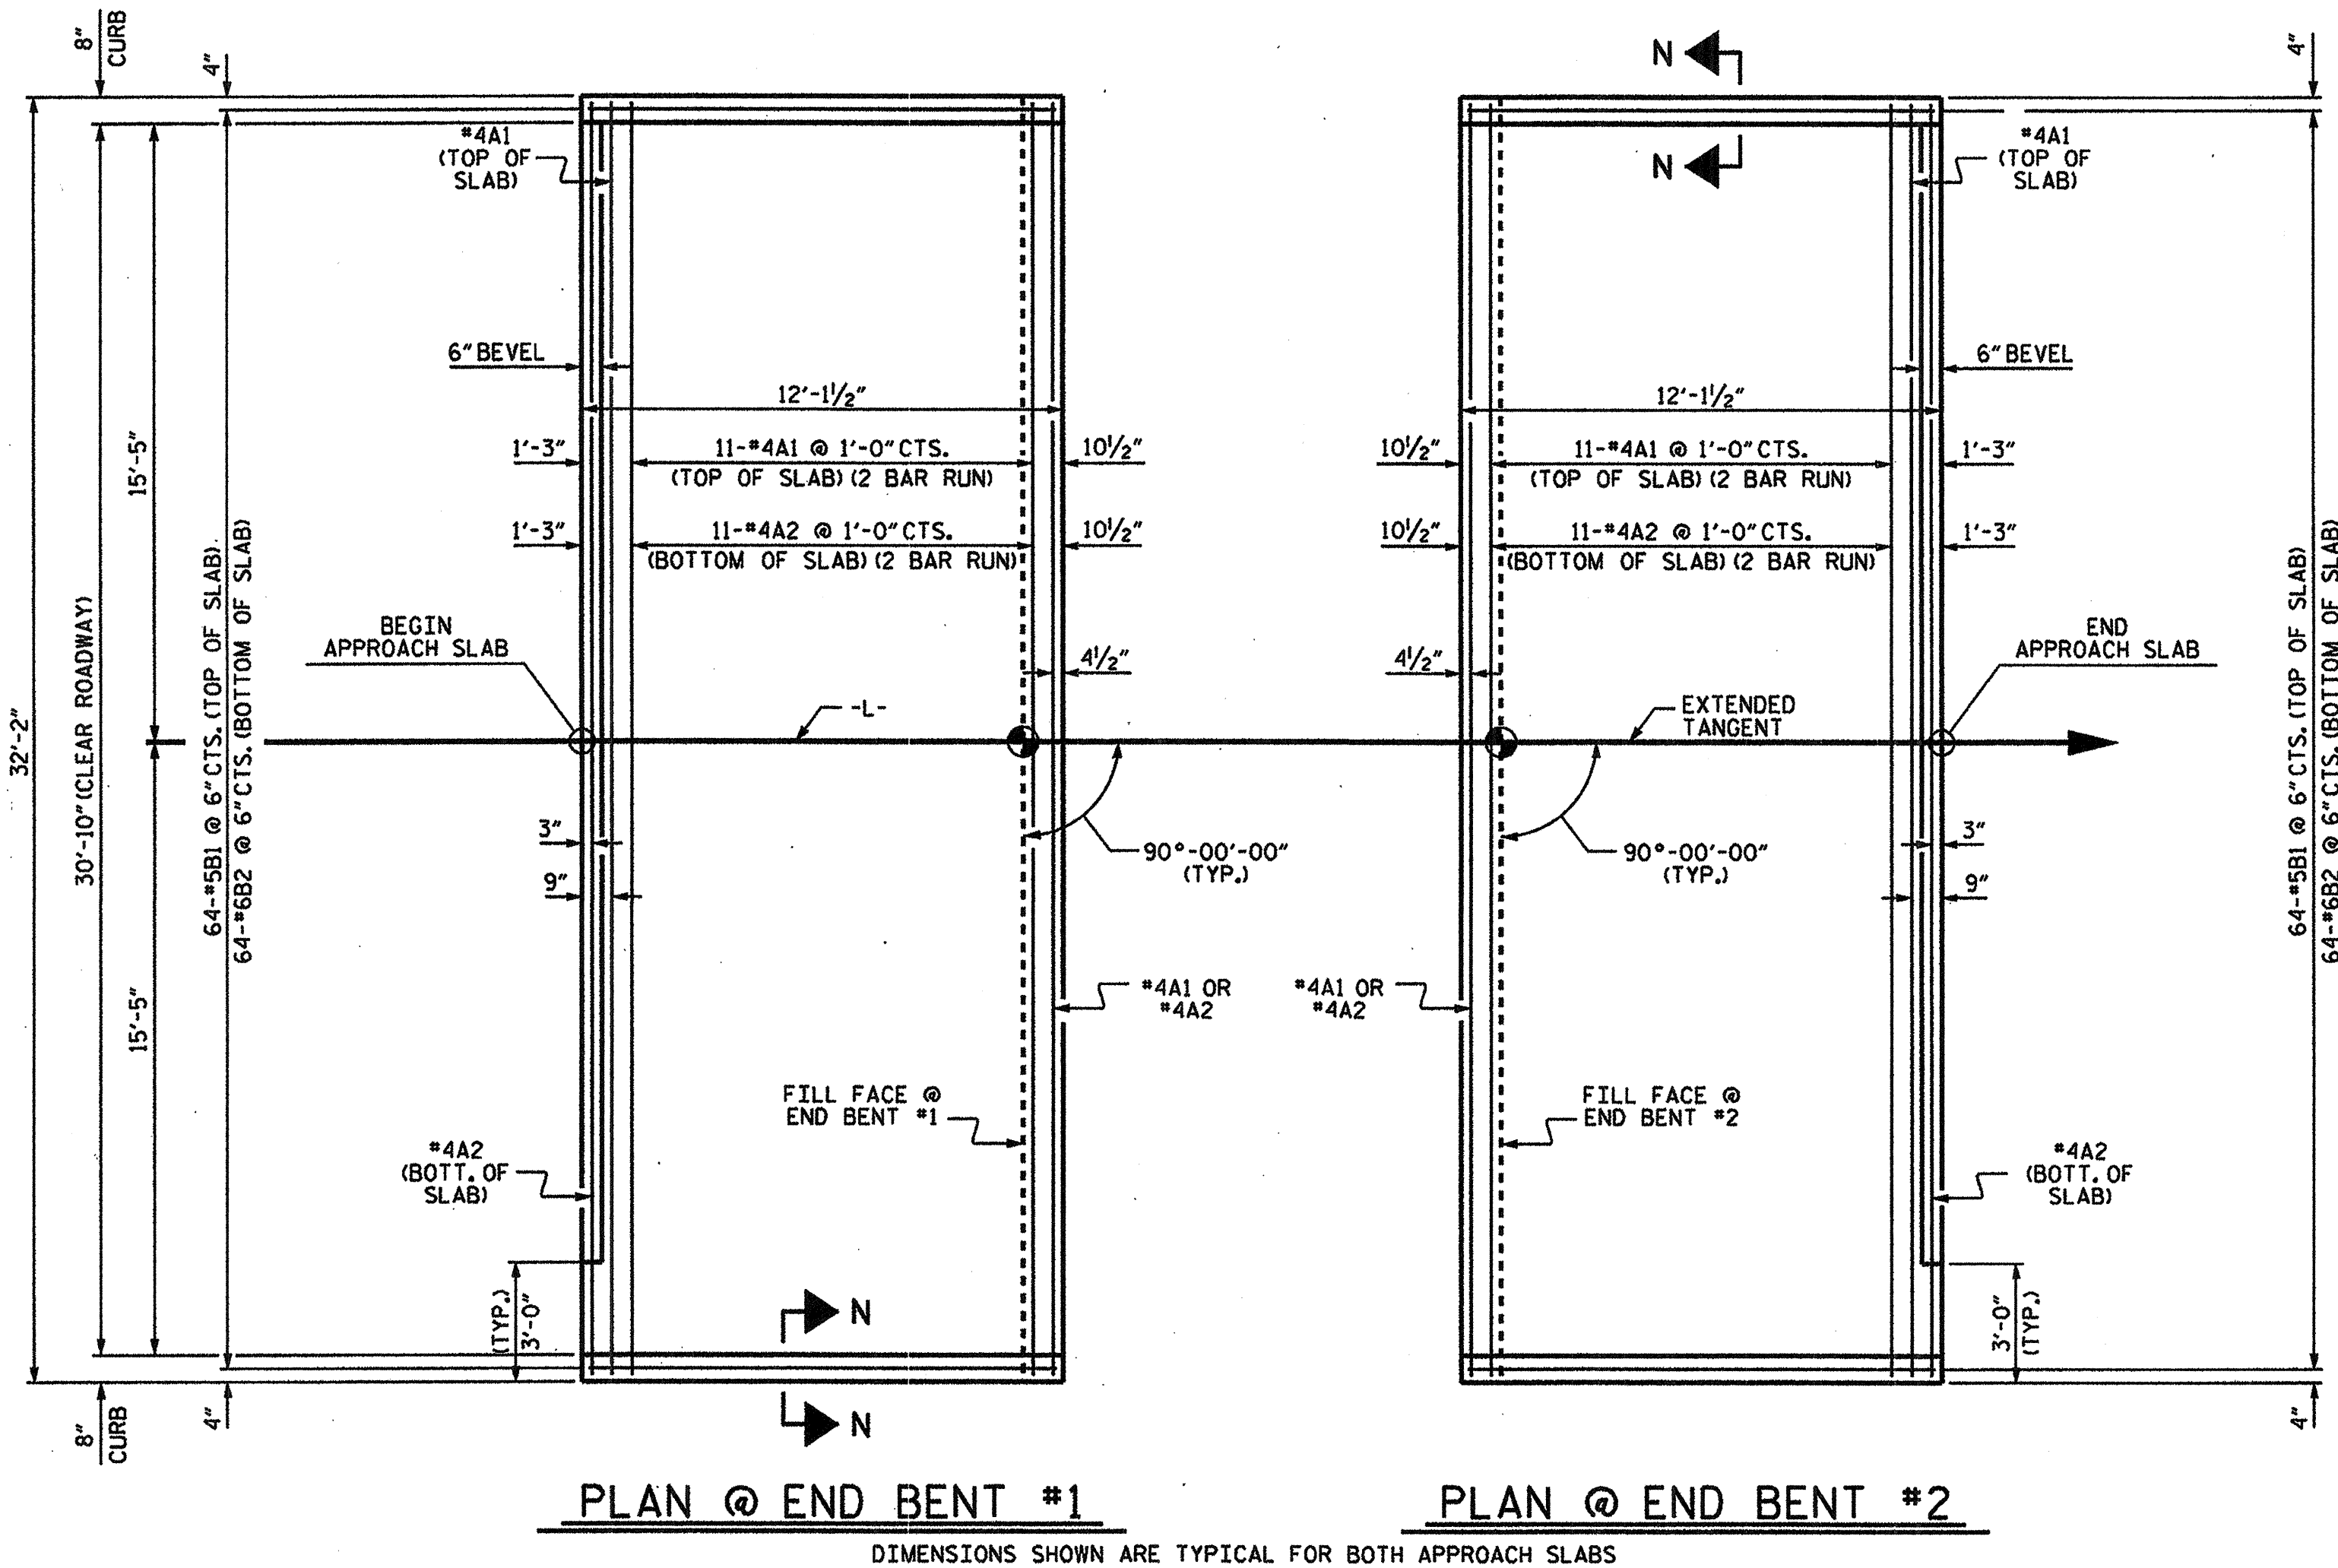 8"
CURB
4"
32'-2"
30'-10" (CLEAR ROADWAY)
15'-5"
15'-5"
64-#5B1 @ 6" CTS. (TOP OF SLAB)
64-#6B2 @ 6" CTS. (BOTTOM OF SLAB)
#4A1
(TOP OF
SLAB)
6" BEVEL
12'-1½"
1'-3"
11-#4A1 @ 1'-0" CTS.
(TOP OF SLAB) (2 BAR RUN)
10½"
1'-3"
11-#4A2 @ 1'-0" CTS.
(BOTTOM OF SLAB) (2 BAR RUN)
10½"
BEGIN
APPROACH SLAB
4½"
-L-
3"
9"
90°-00'-00"
(TYP.)
#4A1 OR
#4A2
FILL FACE @
END BENT #1
#4A2
(BOTT. OF
SLAB)
(TYP.)
3'-0"
N
N
8"
CURB
4"
PLAN @ END BENT #1
N
N
4"
#4A1
(TOP OF
SLAB)
6" BEVEL
12'-1½"
10½"
11-#4A1 @ 1'-0" CTS.
(TOP OF SLAB) (2 BAR RUN)
1'-3"
10½"
11-#4A2 @ 1'-0" CTS.
(BOTTOM OF SLAB) (2 BAR RUN)
1'-3"
END
APPROACH SLAB
4½"
EXTENDED
TANGENT
3"
9"
90°-00'-00"
(TYP.)
#4A1 OR
#4A2
FILL FACE @
END BENT #2
#4A2
(BOTT. OF
SLAB)
3'-0"
(TYP.)
64-#5B1 @ 6" CTS. (TOP OF SLAB)
64-#6B2 @ 6" CTS. (BOTTOM OF SLAB)
4"
PLAN @ END BENT #2
DIMENSIONS SHOWN ARE TYPICAL FOR BOTH APPROACH SLABS